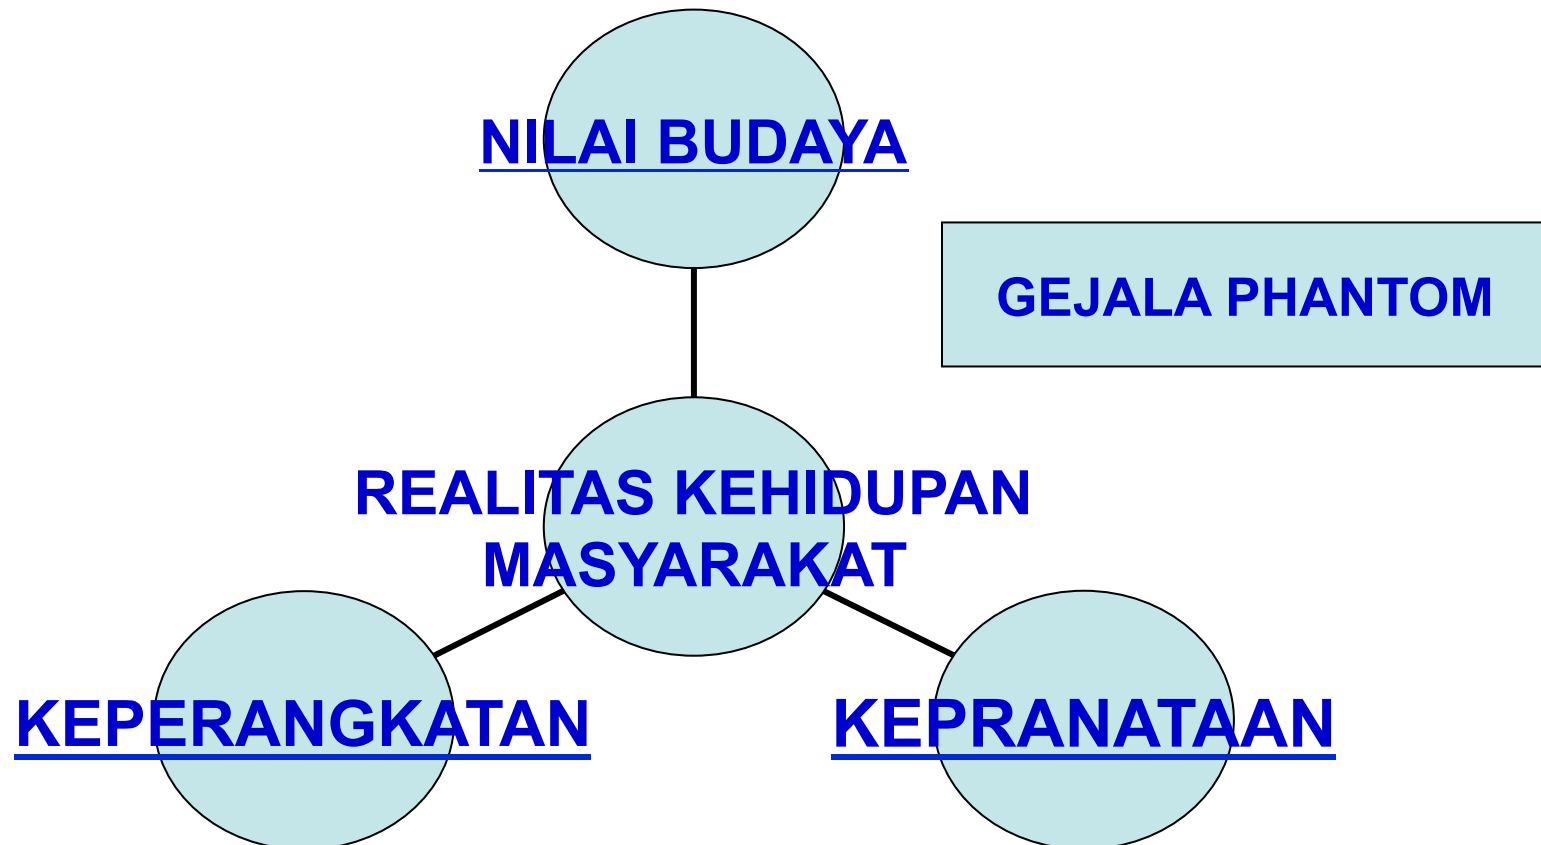 NILAI BUDAYA
GEJALA PHANTOM
REALITAS KEHIDUPAN
MASYARAKAT
KEPERANGKATAN
KEPRANATAAN